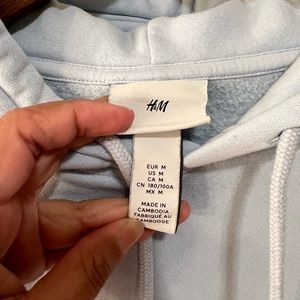 H&M
EUR M
US M
CA M
CN 180/100A
MX M
MADE IN
CAMBODIA
FABRIQUÉ AU
CAMBODGE